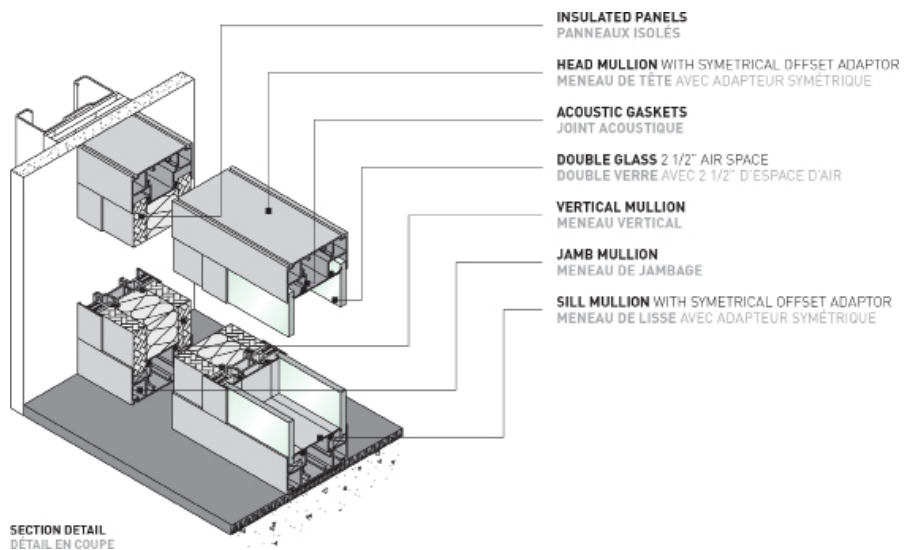 INSULATED PANELS
PANNEAUX ISOLÉS
HEAD MULLION WITH SYMETRICAL OFFSET ADAPTOR
MENEAU DE TÊTE AVEC ADAPTEUR SYMÉTRIQUE
ACOUSTIC GASKETS
JOINT ACOUSTIQUE
DOUBLE GLASS 2 1/2" AIR SPACE
DOUBLE VERRE AVEC 2 1/2" D'ESPACE D'AIR
VERTICAL MULLION
MENEAU VERTICAL
JAMB MULLION
MENEAU DE JAMBAGE
SILL MULLION WITH SYMETRICAL OFFSET ADAPTOR
MENEAU DE LISSE AVEC ADAPTEUR SYMÉTRIQUE
SECTION DETAIL
DÉTAIL EN COUPE